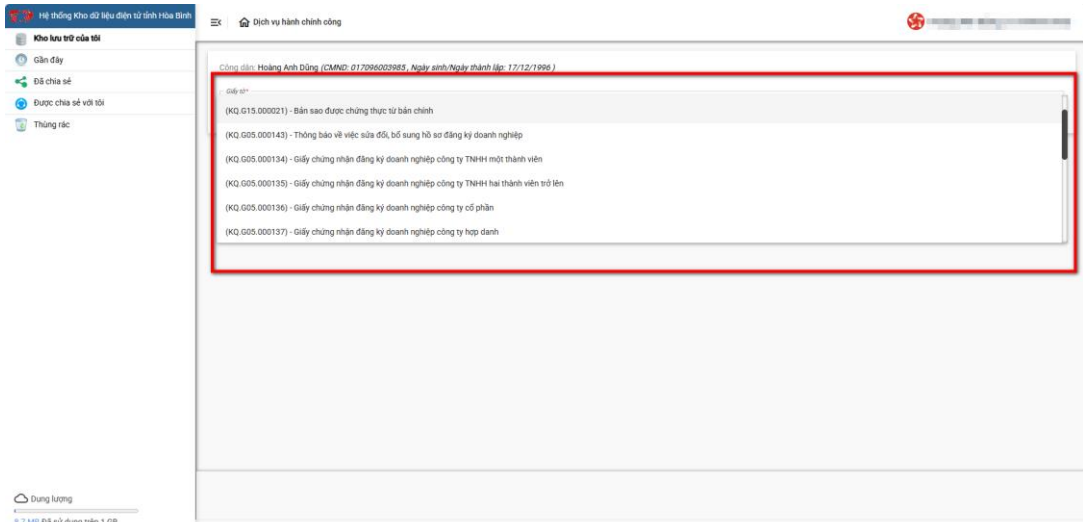 Hệ thống Kho dữ liệu điện tử tỉnh Hòa Bình
Dịch vụ hành chính công
Kho lưu trữ của tôi
Gần đây
Đã chia sẻ
Được chia sẻ với tôi
Thùng rác
Công dân: Hoàng Anh Dũng (CMND: 017096003985 , Ngày sinh/Ngày thành lập: 17/12/1996 )
Giấy tờ*
(KQ.G15.000021) - Bản sao được chứng thực từ bản chính
(KQ.G05.000143) - Thông báo về việc sửa đổi, bổ sung hồ sơ đăng ký doanh nghiệp
(KQ.G05.000134) - Giấy chứng nhận đăng ký doanh nghiệp công ty TNHH một thành viên
(KQ.G05.000135) - Giấy chứng nhận đăng ký doanh nghiệp công ty TNHH hai thành viên trở lên
(KQ.G05.000136) - Giấy chứng nhận đăng ký doanh nghiệp công ty cổ phần
(KQ.G05.000137) - Giấy chứng nhận đăng ký doanh nghiệp công ty hợp danh
Dung lượng
8.7 MB Đã sử dụng trên 1 GB